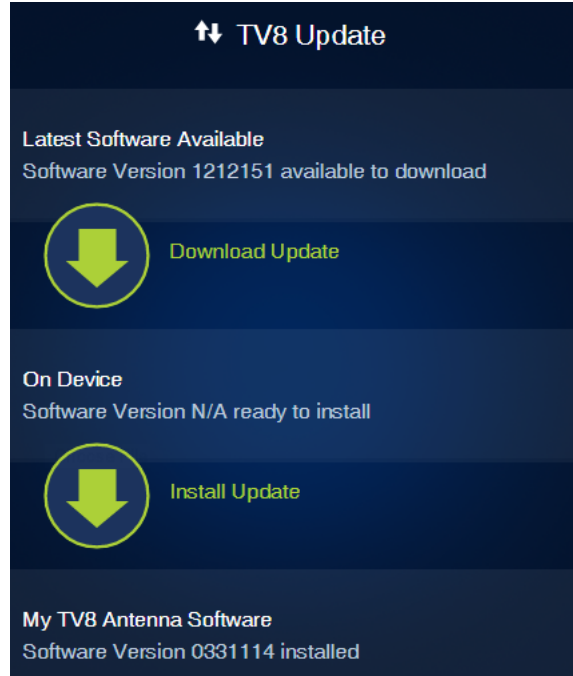 TV8 Update
Latest Software Available
Software Version 1212151 available to download
Download Update
On Device
Software Version N/A ready to install
Install Update
My TV8 Antenna Software
Software Version 0331114 installed